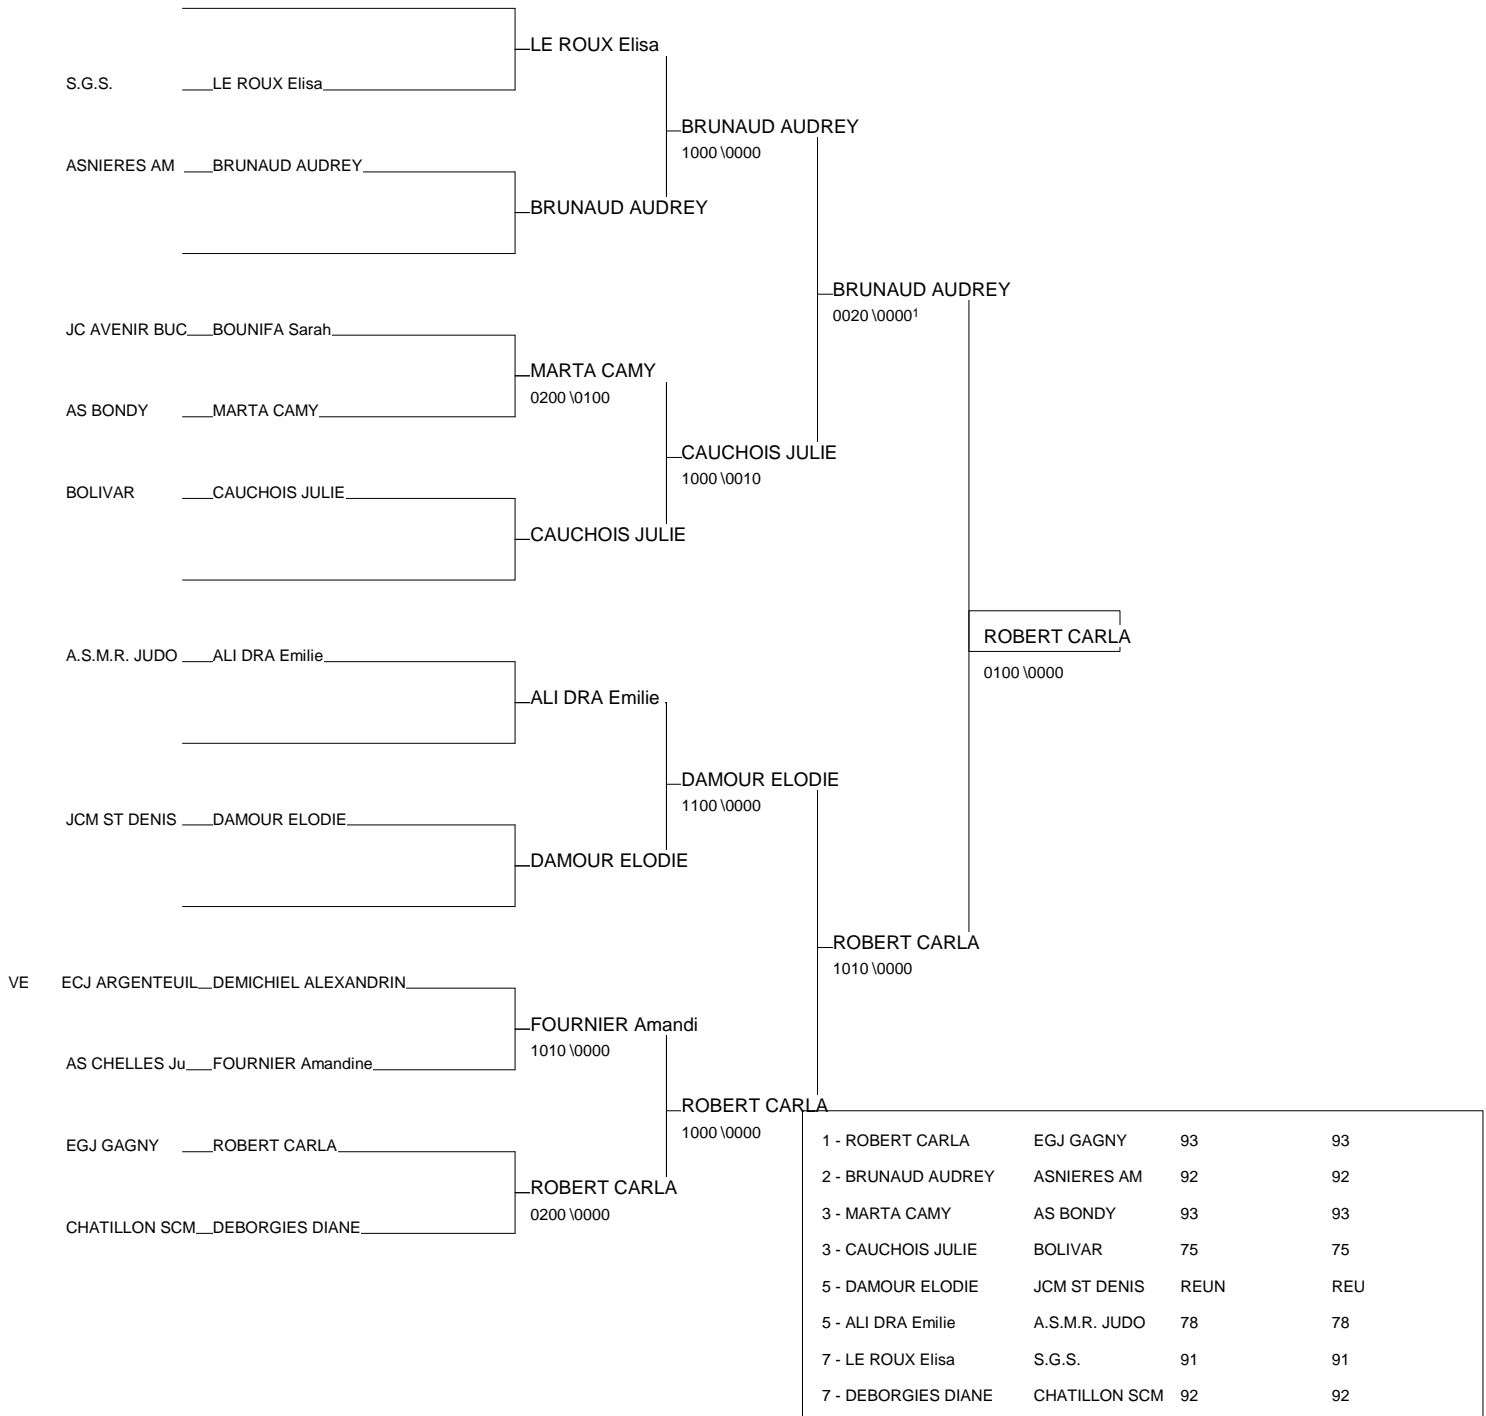 LE ROUX Elisa
S.G.S. LE ROUX Elisa
BRUNAUD AUDREY
1000 \0000
ASNIERES AM BRUNAUD AUDREY
BRUNAUD AUDREY
BRUNAUD AUDREY
0020 \0000¹
JC AVENIR BUC BOUNIFA Sarah
MARTA CAMY
0200 \0100
AS BONDY MARTA CAMY
CAUCHOIS JULIE
1000 \0010
BOLIVAR CAUCHOIS JULIE
CAUCHOIS JULIE
ROBERT CARLA
0100 \0000
A.S.M.R. JUDO ALI DRA Emilie
ALI DRA Emilie
DAMOUR ELODIE
1100 \0000
JCM ST DENIS DAMOUR ELODIE
DAMOUR ELODIE
ROBERT CARLA
1010 \0000
VE ECJ ARGENTEUIL DEMICHIEL ALEXANDRIN
FOURNIER Amandi
1010 \0000
AS CHELLES Ju FOURNIER Amandine
ROBERT CARLA
1000 \0000
EGJ GAGNY ROBERT CARLA
ROBERT CARLA
0200 \0000
CHATILLON SCM DEBORGIES DIANE
1 - ROBERT CARLA EGJ GAGNY 93 93
2 - BRUNAUD AUDREY ASNIERES AM 92 92
3 - MARTA CAMY AS BONDY 93 93
3 - CAUCHOIS JULIE BOLIVAR 75 75
5 - DAMOUR ELODIE JCM ST DENIS REUN REU
5 - ALI DRA Emilie A.S.M.R. JUDO 78 78
7 - LE ROUX Elisa S.G.S. 91 91
7 - DEBORGIES DIANE CHATILLON SCM 92 92